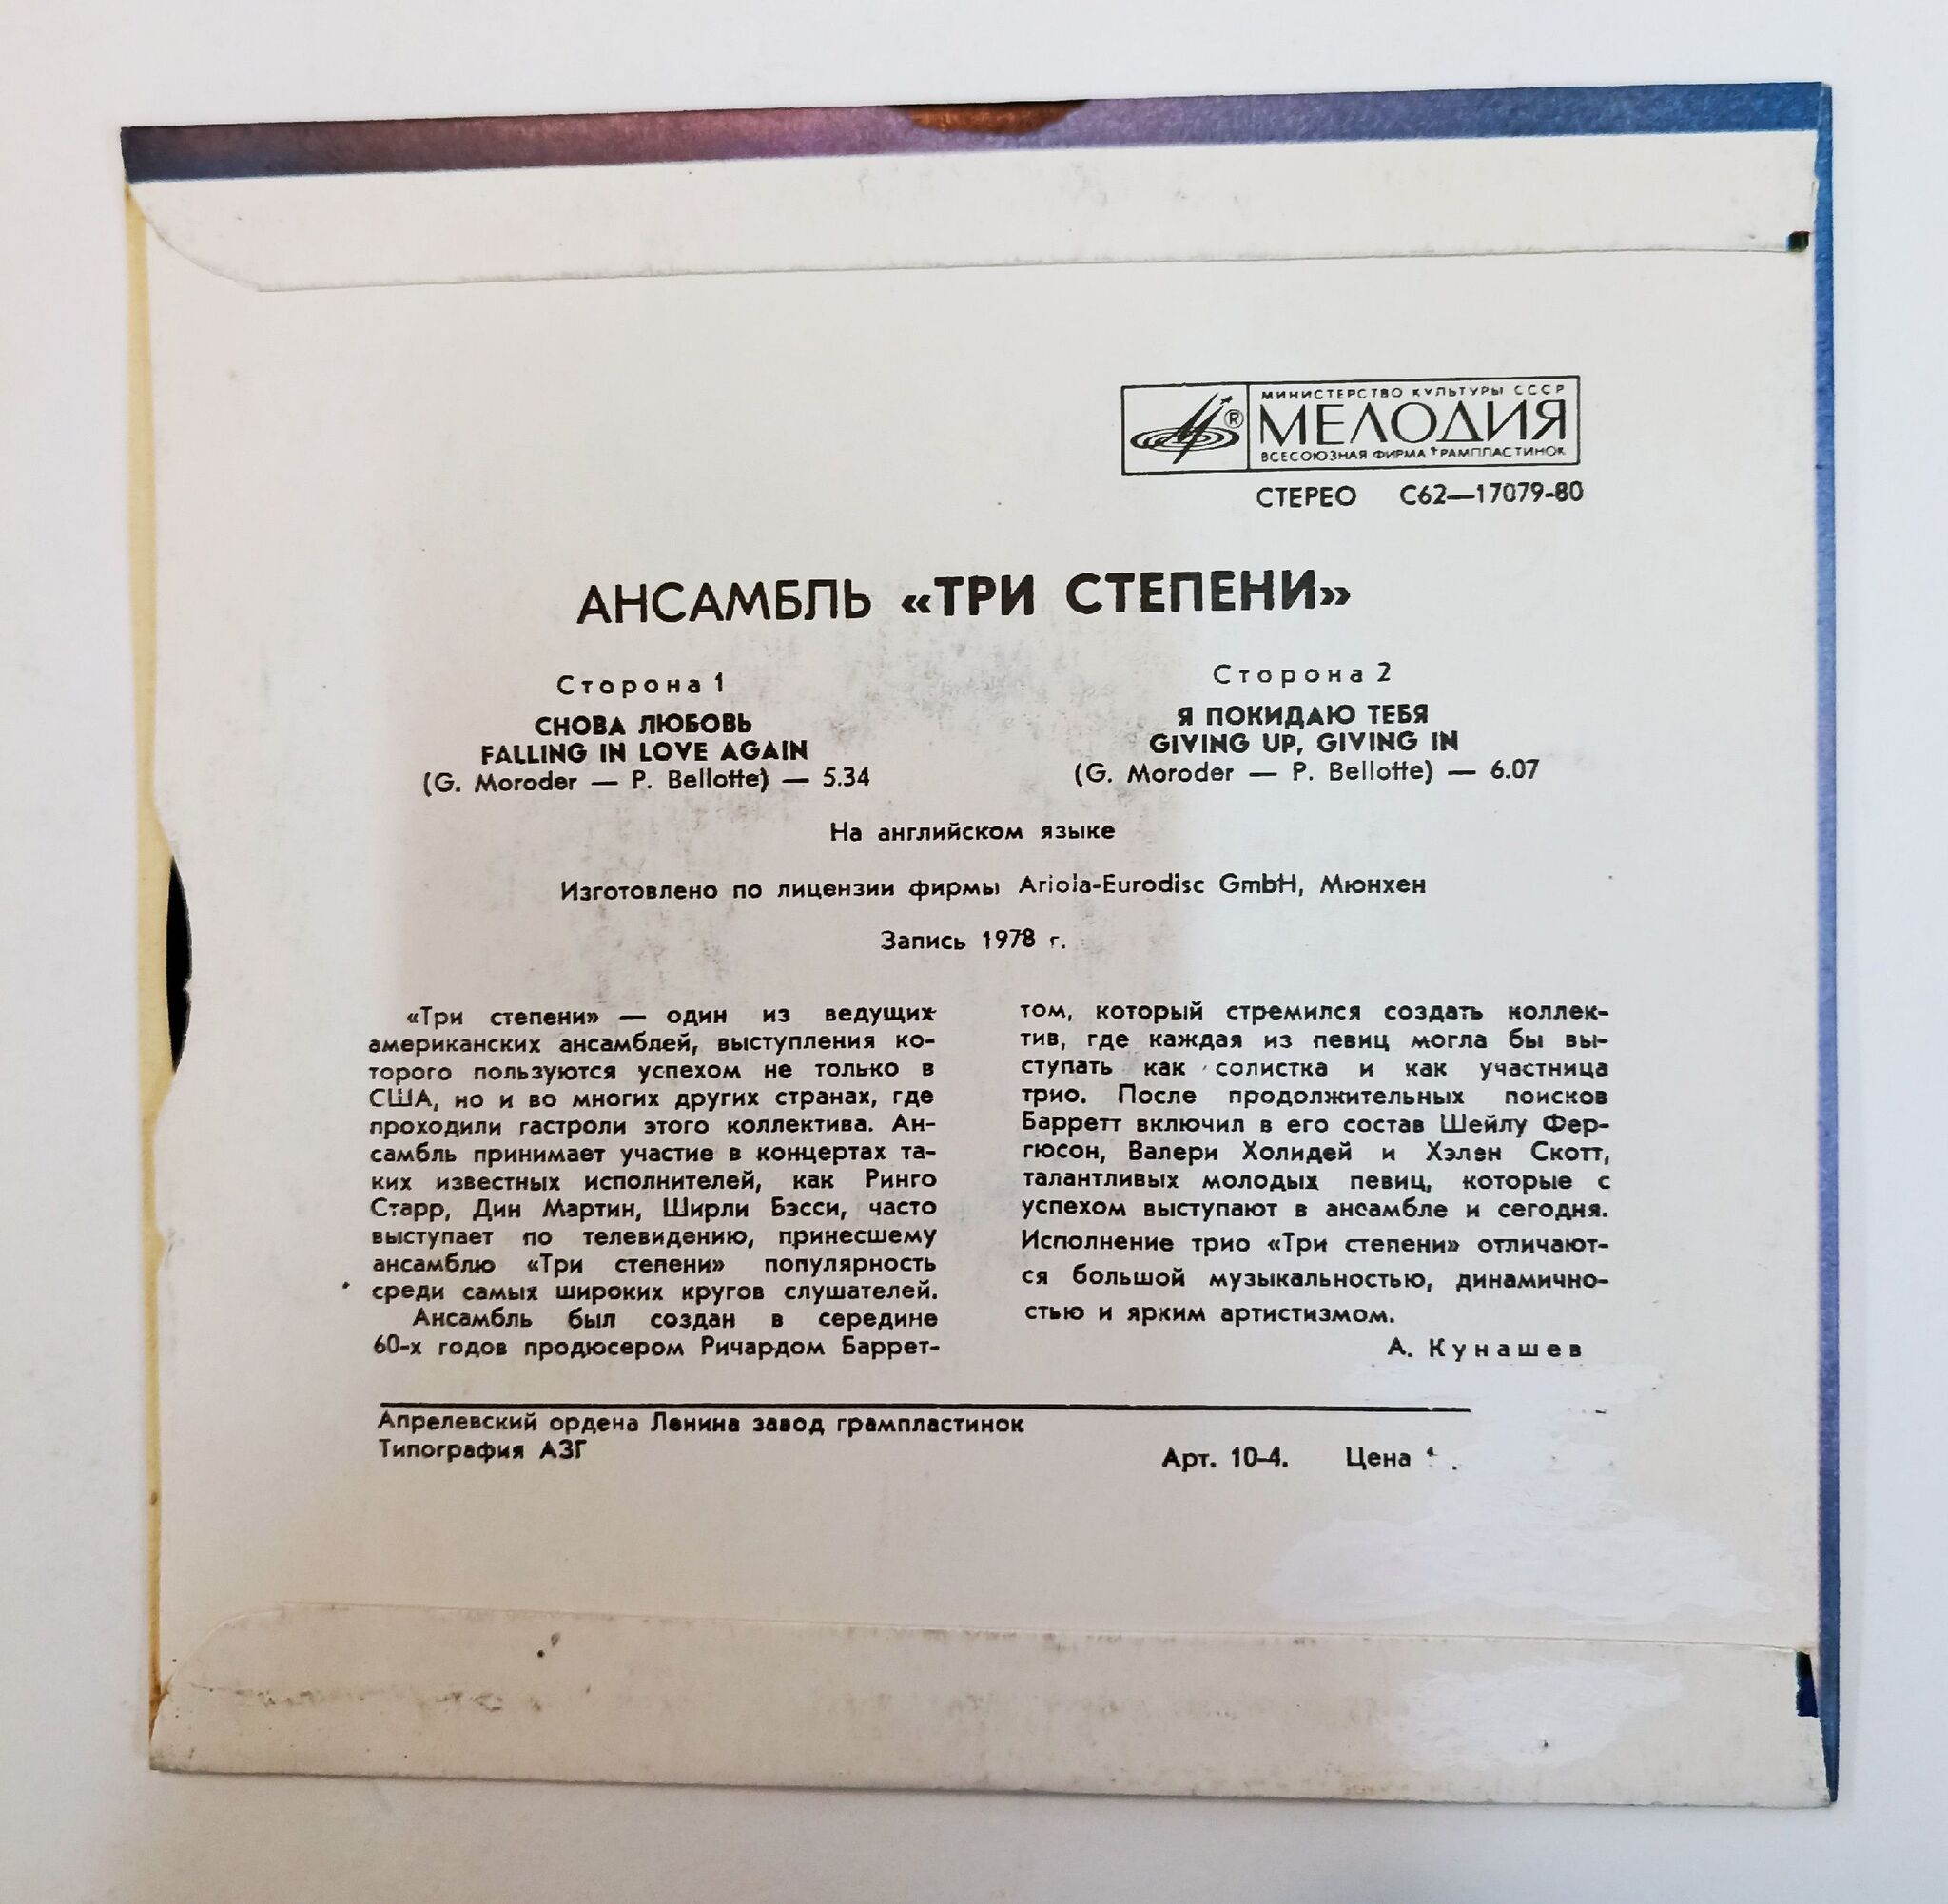 МИНИСТЕРСТВО КУЛЬТУРЫ СССР
МЕЛОДИЯ
ВСЕСОЮЗНАЯ ФИРМА ГРАМПЛАСТИНОК
СТЕРЕО С62—17079-80
АНСАМБЛЬ «ТРИ СТЕПЕНИ»
Сторона 1
СНОВА ЛЮБОВЬ
FALLING IN LOVE AGAIN
(G. Moroder — P. Bellotte) — 5.34
Сторона 2
Я ПОКИДАЮ ТЕБЯ
GIVING UP, GIVING IN
(G. Moroder — P. Bellotte) — 6.07
На английском языке
Изготовлено по лицензии фирмы Ariola-Eurodisc GmbH, Мюнхен
Запись 1978 г.
«Три степени» — один из ведущих
американских ансамблей, выступления ко-
торого пользуются успехом не только в
США, но и во многих других странах, где
проходили гастроли этого коллектива. Ан-
самбль принимает участие в концертах та-
ких известных исполнителей, как Ринго
Старр, Дин Мартин, Ширли Бэсси, часто
выступает по телевидению, принесшему
ансамблю «Три степени» популярность
среди самых широких кругов слушателей.
Ансамбль был создан в середине
60-х годов продюсером Ричардом Баррет-
том, который стремился создать коллек-
тив, где каждая из певиц могла бы вы-
ступать как солистка и как участница
трио. После продолжительных поисков
Барретт включил в его состав Шейлу Фер-
гюсон, Валери Холидей и Хэлен Скотт,
талантливых молодых певиц, которые с
успехом выступают в ансамбле и сегодня.
Исполнение трио «Три степени» отличают-
ся большой музыкальностью, динамично-
стью и ярким артистизмом.
А. Кунашев
Апрелевский ордена Ленина завод грампластинок
Типография АЗГ
Арт. 10-4. Цена